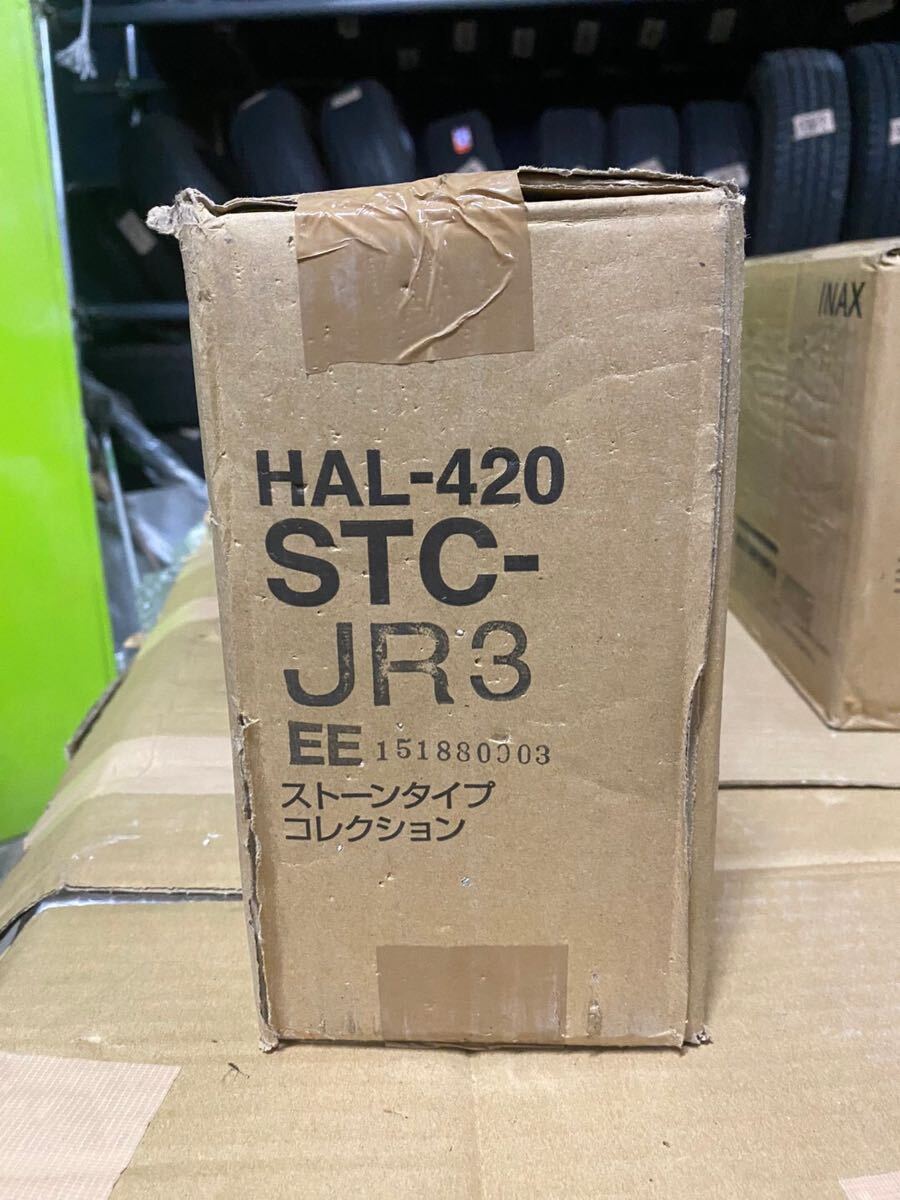 HAL-420
STC-
JR3
EE 151880003
ストーンタイプ
コレクション
INAX